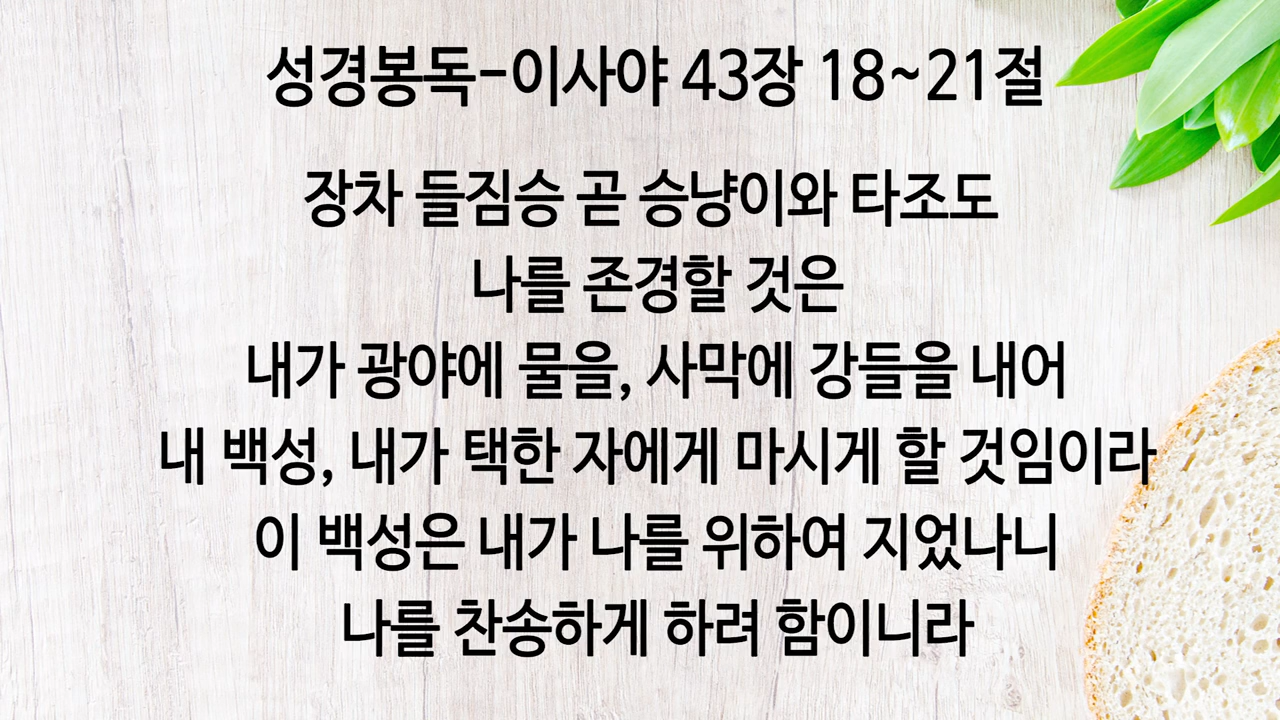 성경봉독-이사야 43장 18~21절
장차 들짐승 곧 승냥이와 타조도
나를 존경할 것은
내가 광야에 물을, 사막에 강들을 내어
내 백성, 내가 택한 자에게 마시게 할 것임이라
이 백성은 내가 나를 위하여 지었나니
나를 찬송하게 하려 함이니라